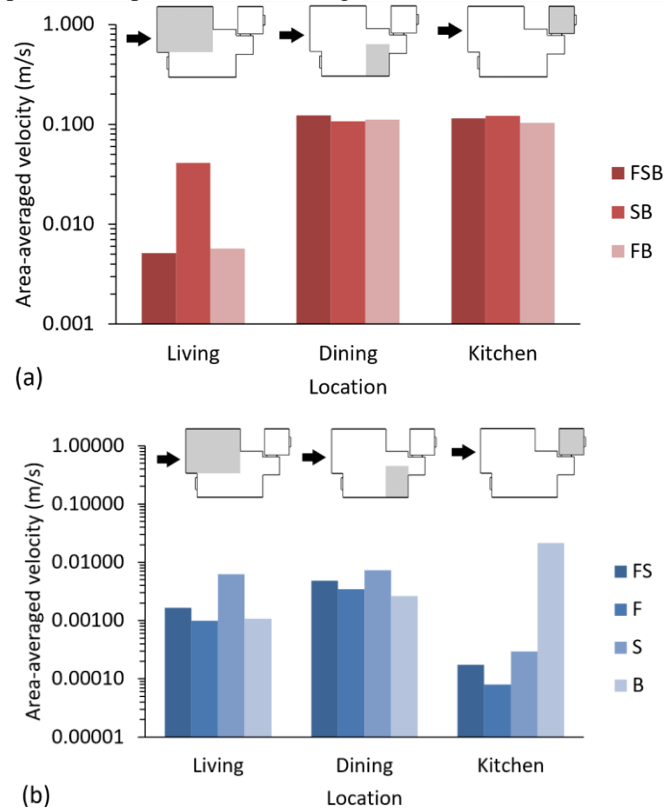 1.000
0.100
0.010
0.001
Area-averaged velocity (m/s)
FSB
SB
FB
Living Dining Kitchen
Location
(a)
1.00000
0.10000
0.01000
0.00100
0.00010
0.00001
Area-averaged velocity (m/s)
FS
F
S
B
Living Dining Kitchen
Location
(b)